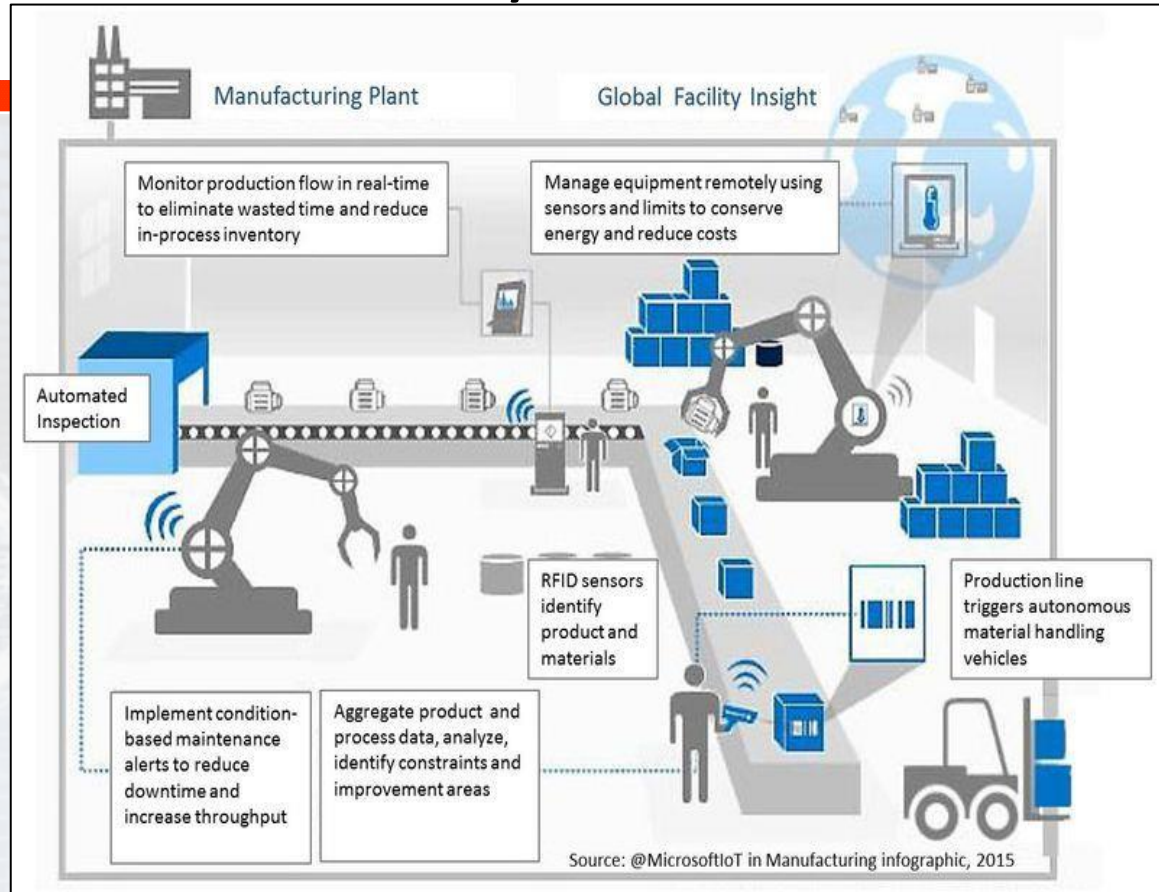 Manufacturing Plant
Global Facility Insight
Monitor production flow in real-time
to eliminate wasted time and reduce
in-process inventory
Manage equipment remotely using
sensors and limits to conserve
energy and reduce costs
Automated
Inspection
RFID sensors
identify
product and
materials
Production line
triggers autonomous
material handling
vehicles
Implement condition-
based maintenance
alerts to reduce
downtime and
increase throughput
Aggregate product and
process data, analyze,
identify constraints and
improvement areas
Source: @MicrosoftIoT in Manufacturing infographic, 2015